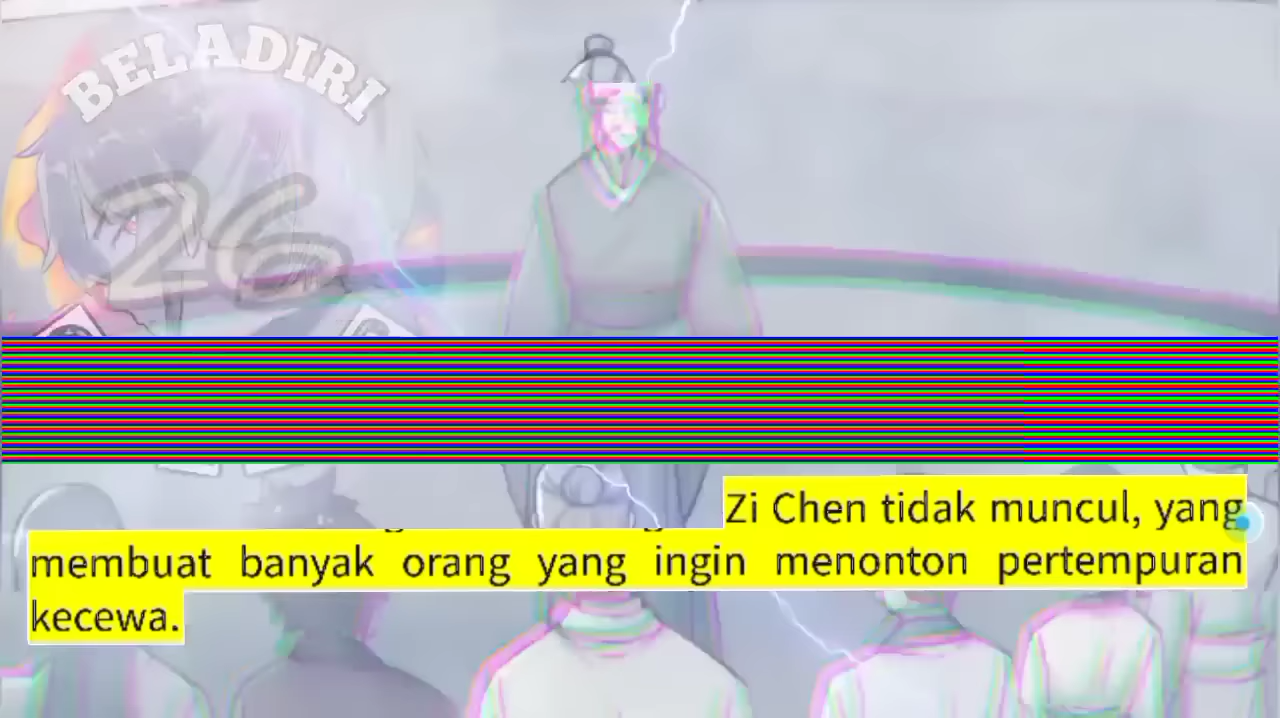 BELADIRI
26
Zi Chen tidak muncul, yang
membuat banyak orang yang ingin menonton pertempuran
kecewa.